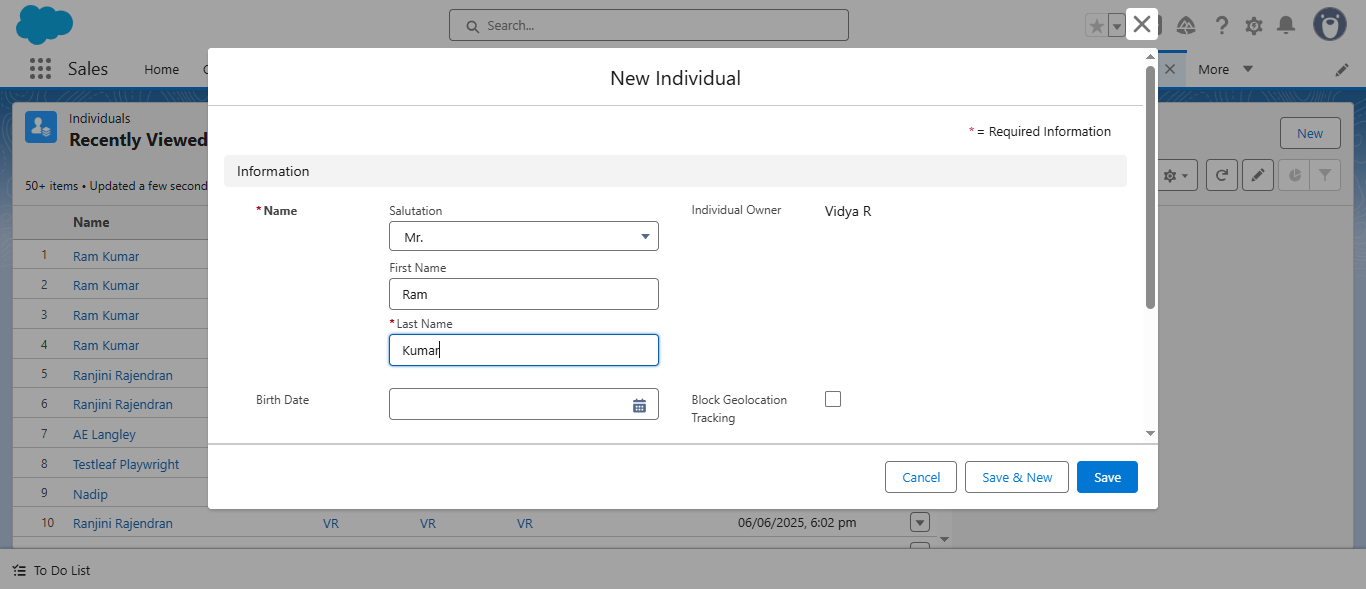 Search...
Sales
Home
More
New Individual
* = Required Information
Individuals
Recently Viewed
New
50+ items • Updated a few second
Information
* Name
Salutation
Mr.
Individual Owner
Vidya R
First Name
Ram
* Last Name
Kumar
Birth Date
Block Geolocation
Tracking
Cancel
Save & New
Save
Name
1 Ram Kumar
2 Ram Kumar
3 Ram Kumar
4 Ram Kumar
5 Ranjini Rajendran
6 Ranjini Rajendran
7 AE Langley
8 Testleaf Playwright
9 Nadip
10 Ranjini Rajendran VR VR VR 06/06/2025, 6:02 pm
To Do List